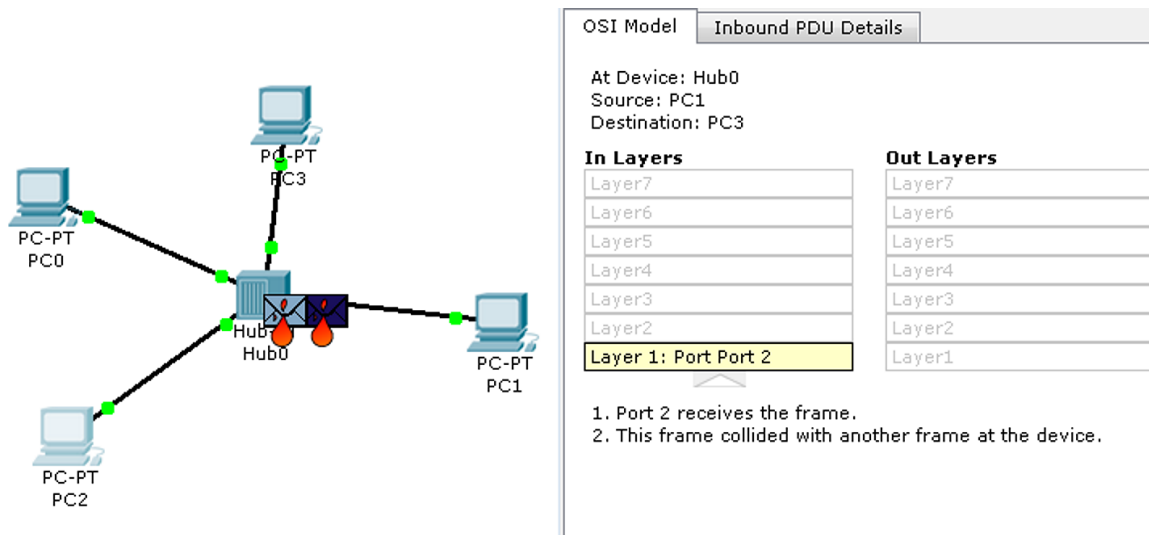 PC-PT
PC3
PC-PT
PC0
Hub0
PC-PT
PC1
PC-PT
PC2
OSI Model
Inbound PDU Details
At Device: Hub0
Source: PC1
Destination: PC3
In Layers
Out Layers
Layer7
Layer7
Layer6
Layer6
Layer5
Layer5
Layer4
Layer4
Layer3
Layer3
Layer2
Layer2
Layer 1: Port Port 2
Layer1
1. Port 2 receives the frame.
2. This frame collided with another frame at the device.